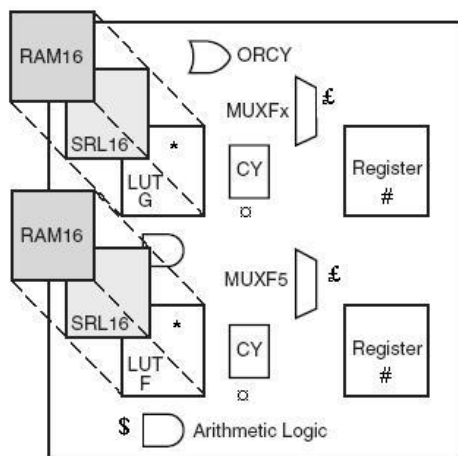 RAM16
ORCY
MUXFx £
SRL16
*
LUT
G
CY
¤
Register
#
RAM16
MUXF5 £
SRL16
*
LUT
F
CY
¤
Register
#
$ Arithmetic Logic